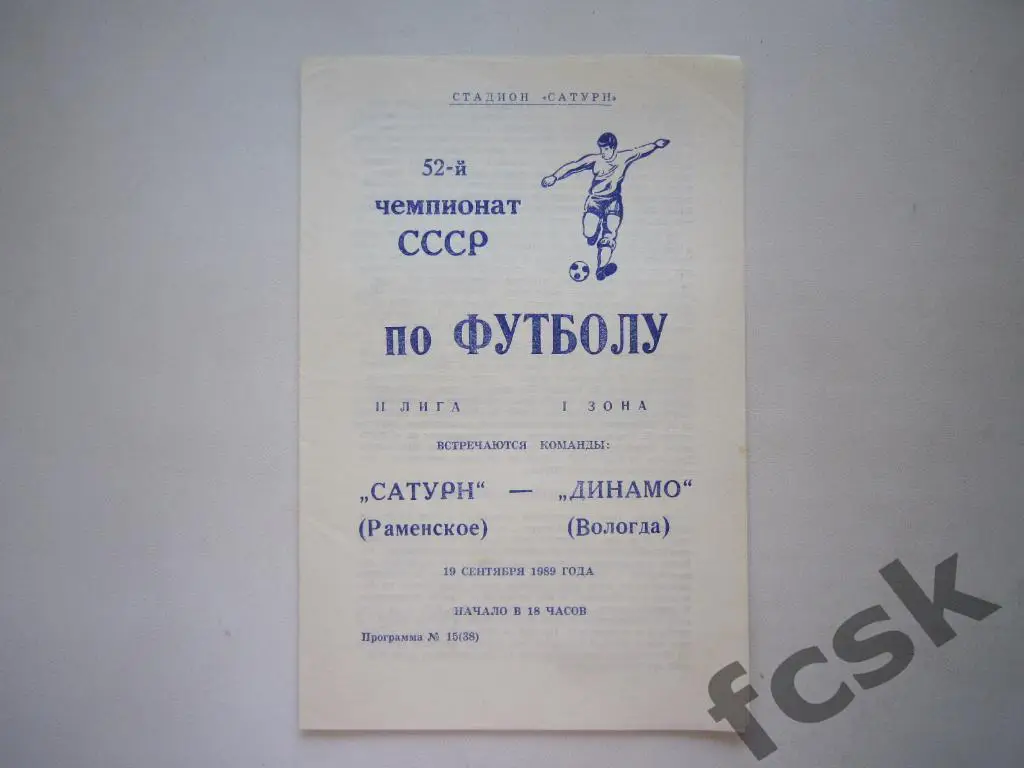 СТАДИОН «САТУРН»
52-й
чемпионат
СССР
по ФУТБОЛУ
II ЛИГА I ЗОНА
ВСТРЕЧАЮТСЯ КОМАНДЫ:
„САТУРН“ — „ДИНАМО“
(Раменское) (Вологда)
19 СЕНТЯБРЯ 1989 ГОДА
НАЧАЛО В 18 ЧАСОВ
Программа № 15(38)
fcsk